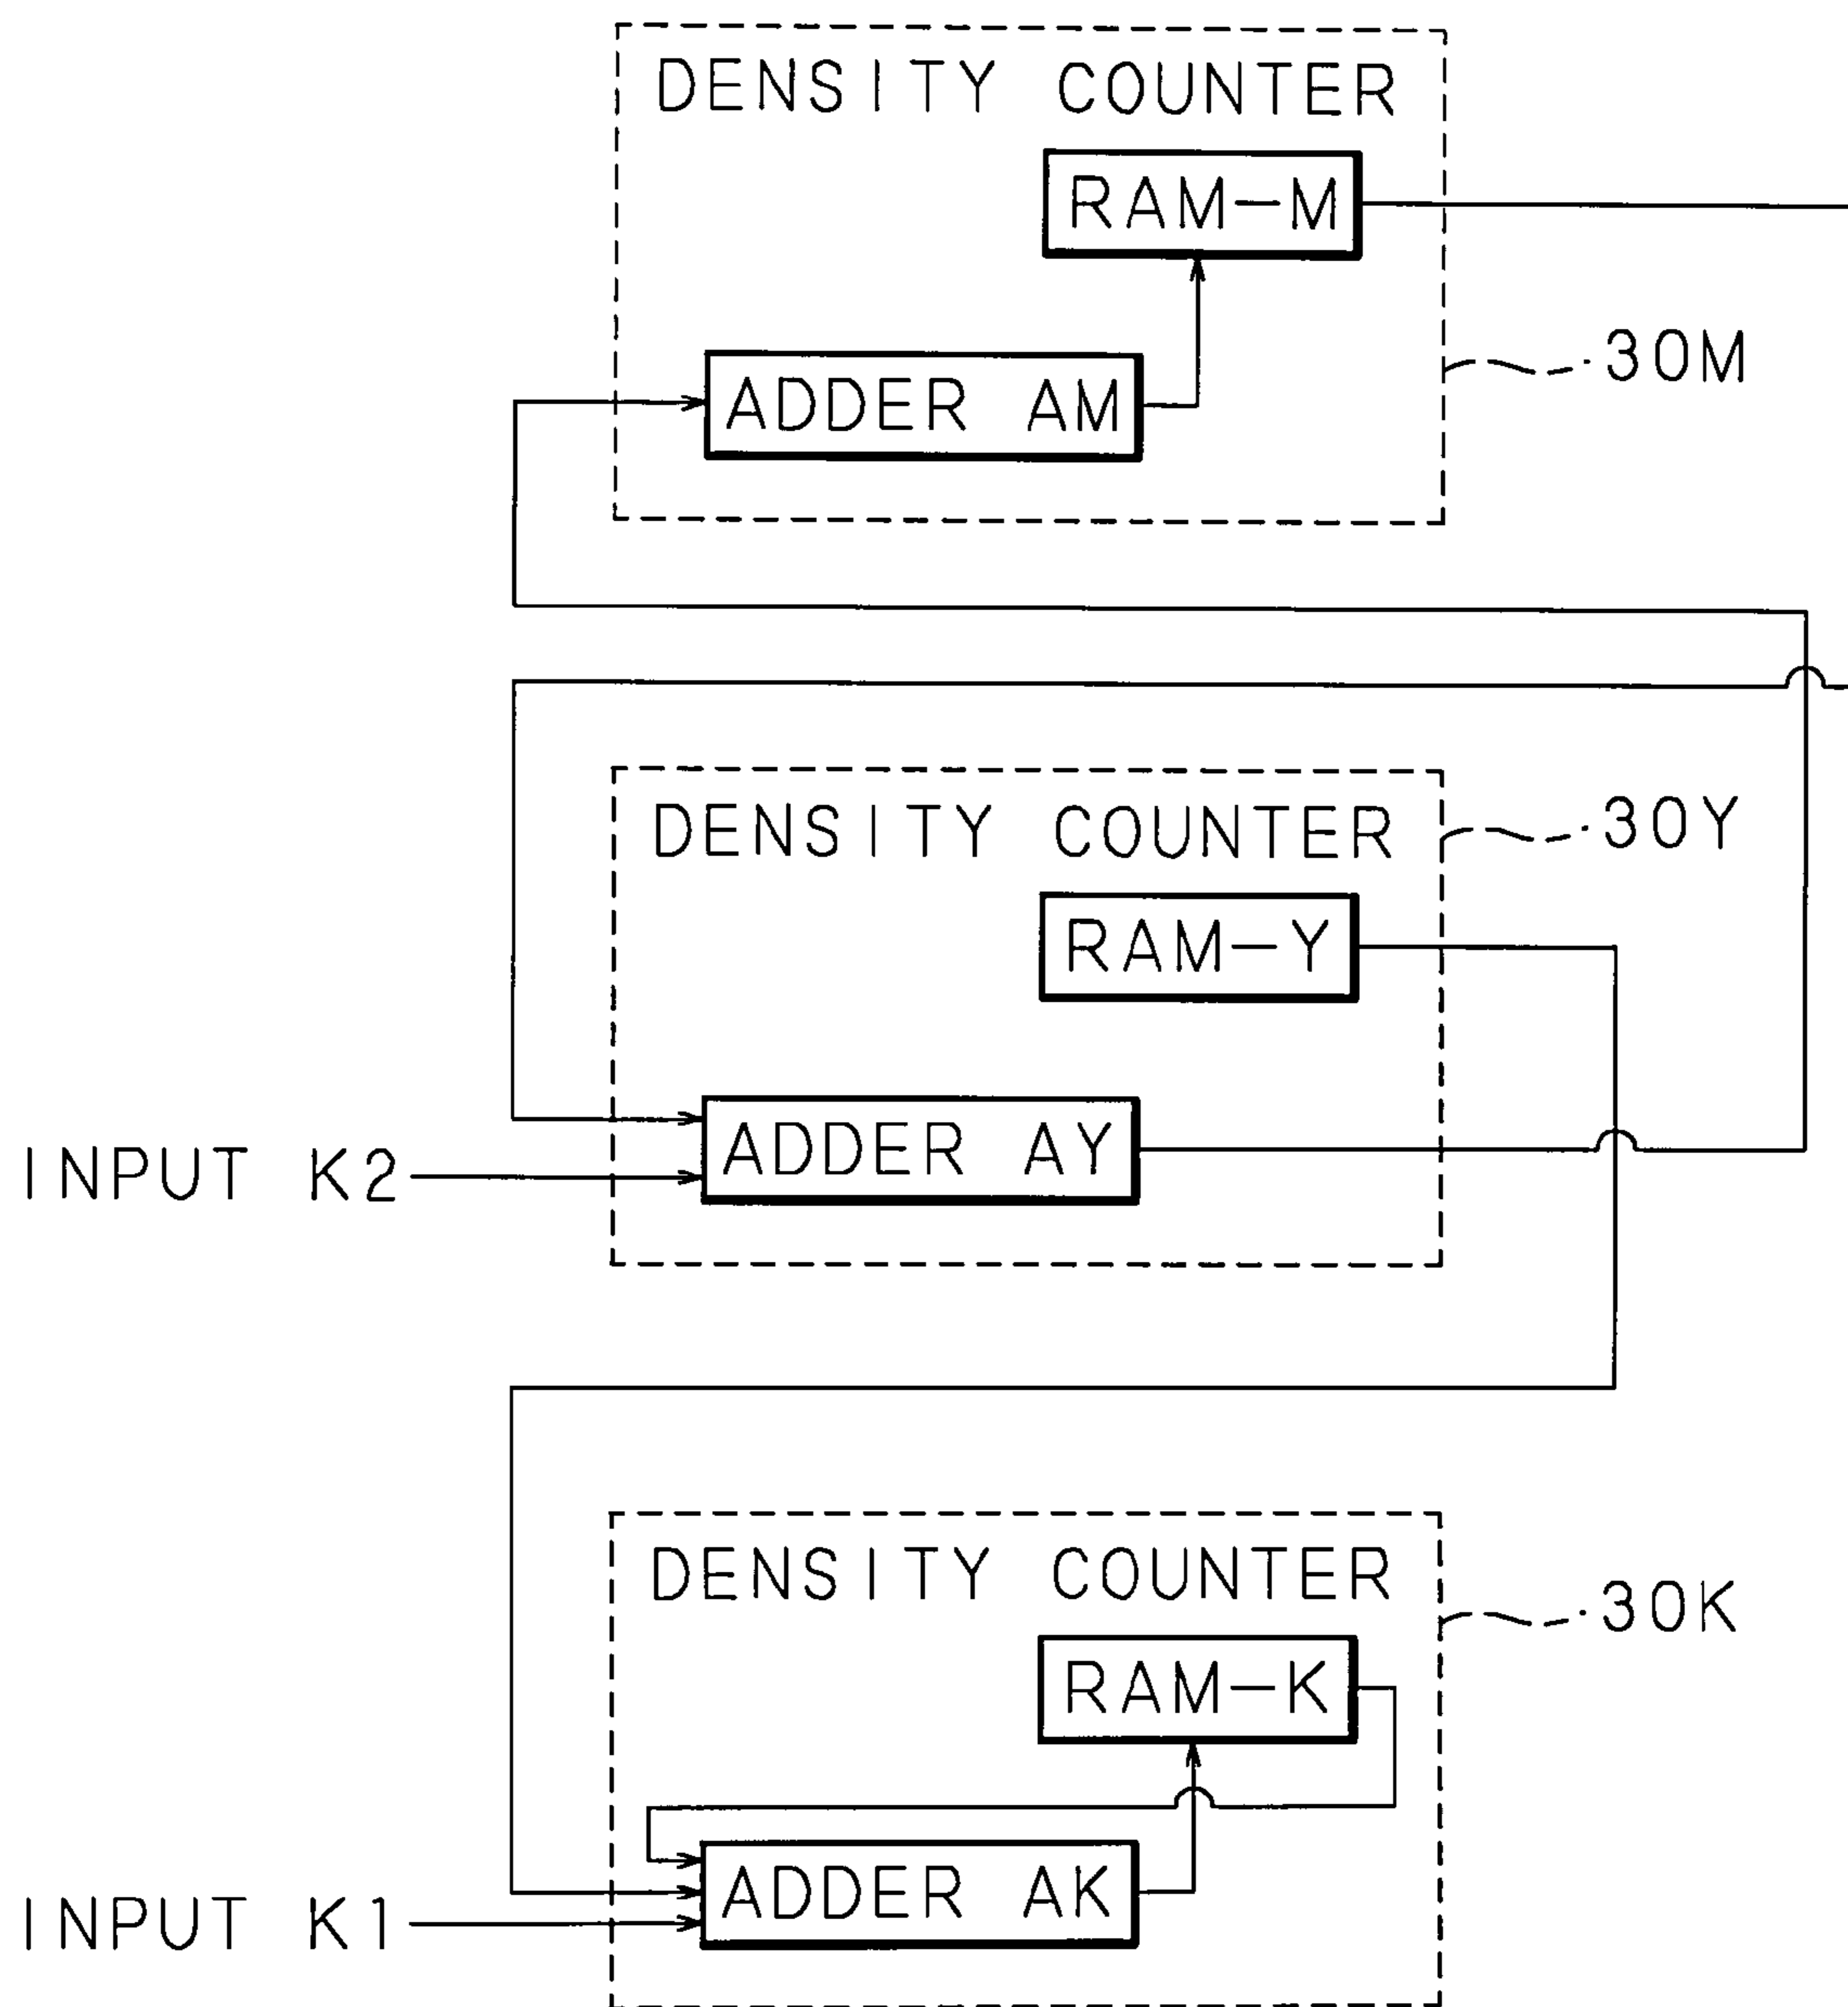 DENSITY COUNTER
RAM-M
30M
ADDER AM
DENSITY COUNTER
30Y
RAM-Y
ADDER AY
INPUT K2
DENSITY COUNTER
30K
RAM-K
ADDER AK
INPUT K1